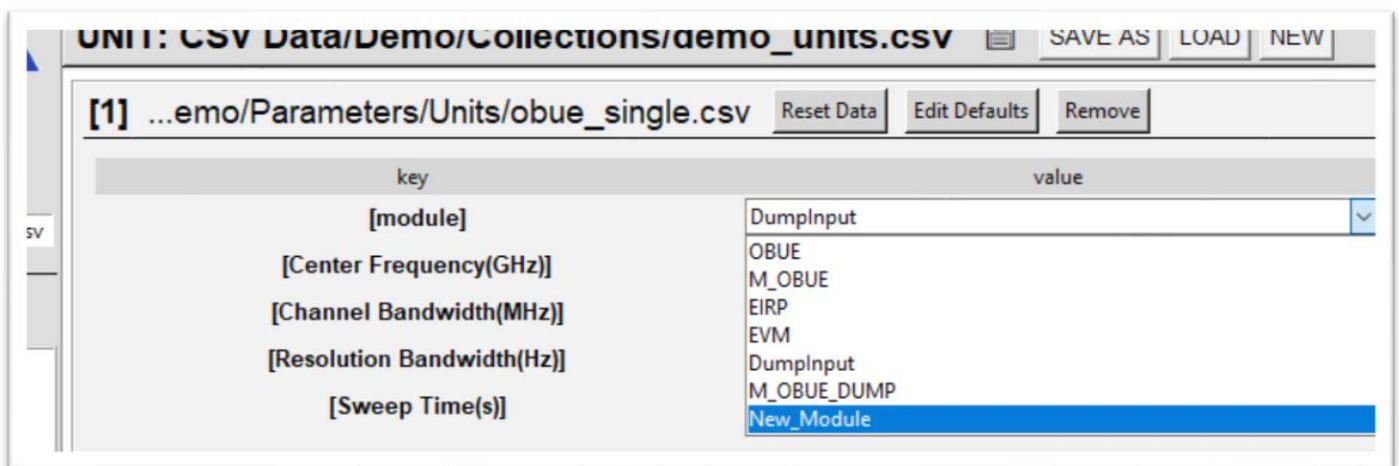 UNIT: CSV Data/Demo/Collections/demo_units.csv SAVE AS LOAD NEW
[1] ...emo/Parameters/Units/obue_single.csv Reset Data Edit Defaults Remove
key value
[module] DumpInput
sv
OBUE
[Center Frequency(GHz)]
M_OBUE
[Channel Bandwidth(MHz)]
EIRP
EVM
[Resolution Bandwidth(Hz)]
DumpInput
M_OBUE_DUMP
[Sweep Time(s)]
New_Module